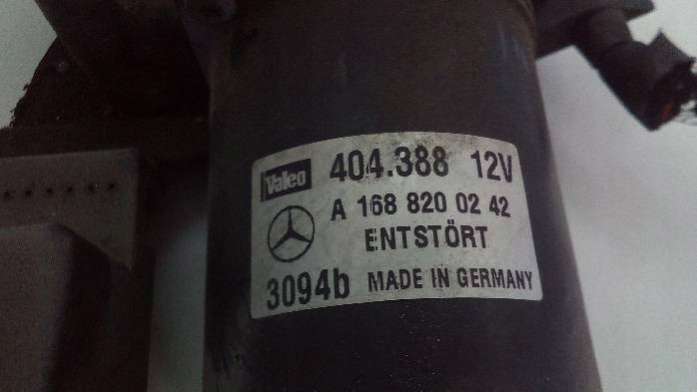 Valeo 404.388 12V
A 168 820 02 42
ENTSTÖRT
3094b MADE IN GERMANY